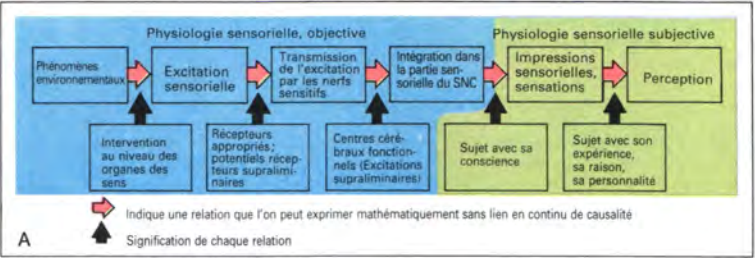 Physiologie sensorielle, objective
Physiologie sensorielle subjective
Phénomènes
environnementaux
Excitation
sensorielle
Transmission
de l'excitation
par les nerfs
sensitifs
Intégration dans
la partie sen-
sorielle du SNC
Impressions
sensorielles,
sensations
Perception
Intervention
au niveau des
organes des
sens
Récepteurs
appropriés;
potentiels récep-
teurs supralimi-
naires
Centres céré-
braux fonction-
nels (Excitations
supraliminaires)
Sujet avec sa
conscience
Sujet avec son
expérience,
sa raison,
sa personnalité
Indique une relation que l'on peut exprimer mathématiquement sans lien en continu de causalité
A
Signification de chaque relation